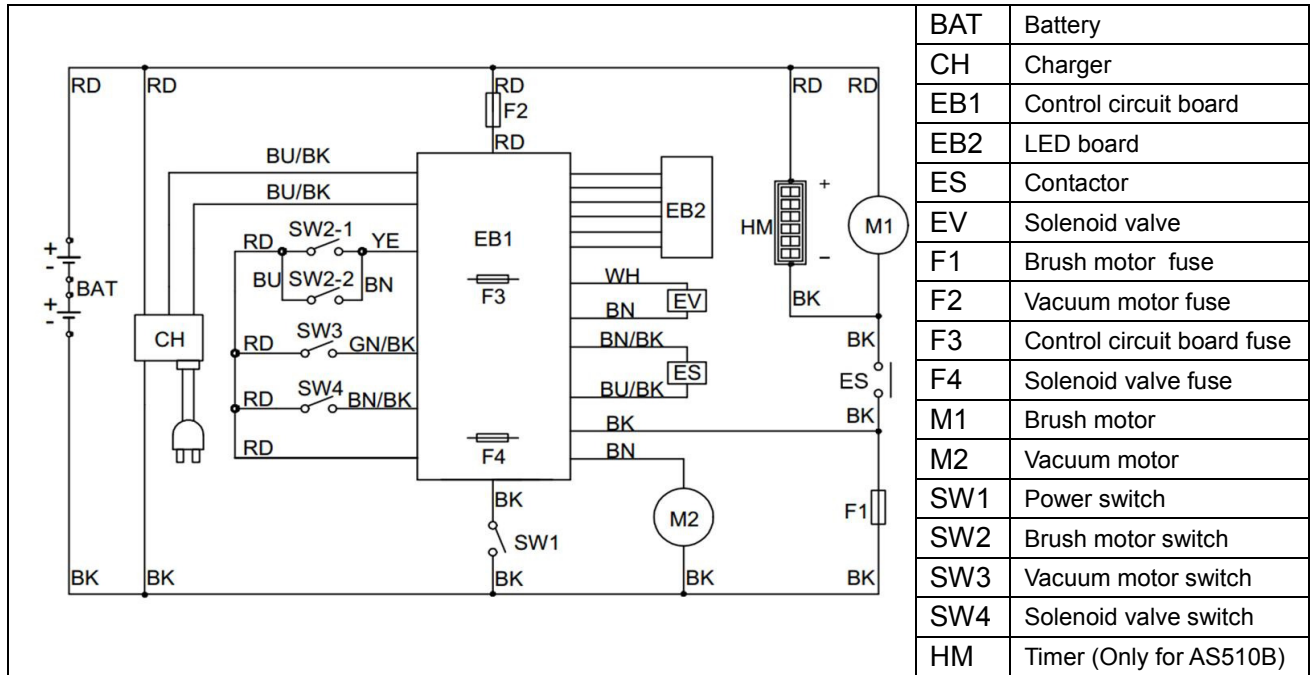 RD RD RD RD RD
F2
RD
BU/BK
BU/BK
SW2-1
RD YE
EB1
EB2
+
HM
-
M1
BU SW2-2 BN
+
-
BAT
+
-
F3
WH
EV
BN
BK
CH
SW3
RD GN/BK
BN/BK
BK
ES
ES
SW4
RD BN/BK
BU/BK
BK
BK
RD
F4
BN
BK
M2
F1
SW1
BK BK BK BK BK
BAT Battery
CH Charger
EB1 Control circuit board
EB2 LED board
ES Contactor
EV Solenoid valve
F1 Brush motor fuse
F2 Vacuum motor fuse
F3 Control circuit board fuse
F4 Solenoid valve fuse
M1 Brush motor
M2 Vacuum motor
SW1 Power switch
SW2 Brush motor switch
SW3 Vacuum motor switch
SW4 Solenoid valve switch
HM Timer (Only for AS510B)